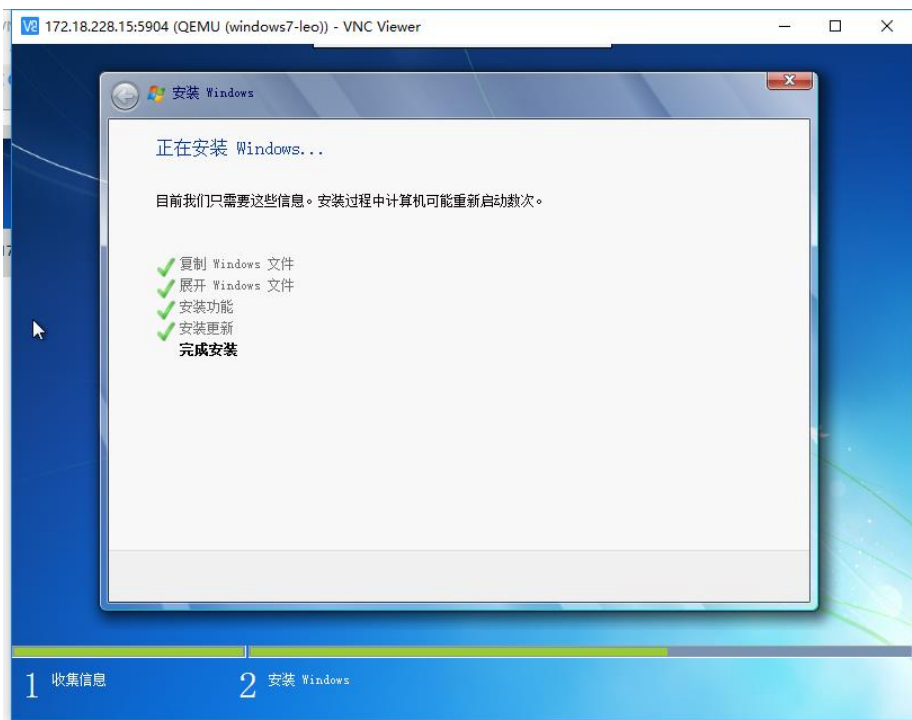 172.18.228.15:5904 (QEMU (windows7-leo)) - VNC Viewer
安装 Windows
正在安装 Windows...
目前我们只需要这些信息。安装过程中计算机可能重新启动数次。
复制 Windows 文件
展开 Windows 文件
安装功能
安装更新
完成安装
1 收集信息
2 安装 Windows